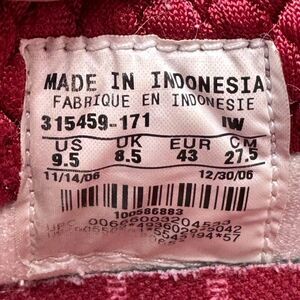 MADE IN INDONESIA
FABRIQUE EN INDONESIE
315459-171 IW
US UK EUR CM
9.5 8.5 43 27.5
11/14/06 12/30/06
100586883